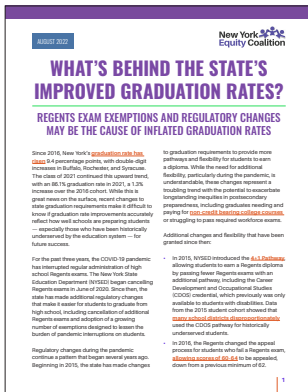 AUGUST 2022
New York
Equity Coalition
WHAT'S BEHIND THE STATE'S
IMPROVED GRADUATION RATES?
REGENTS EXAM EXEMPTIONS AND REGULATORY CHANGES
MAY BE THE CAUSE OF INFLATED GRADUATION RATES
Since 2016, New York's graduation rate has
risen 9.4 percentage points, with double digit
increases in Buffalo, Rochester, and Syracuse.
The class of 2021 continued this upward trend,
with an 86.1% graduation rate in 2021, a 1.3%
increase over the 2016 cohort. While this is
great news on the surface, recent changes to
state graduation requirements make it difficult to
know if graduation rate improvements accurately
reflect how well schools are preparing students
— especially those who have been historically
underserved by the education system — for
future success.
For the past three years, the COVID-19 pandemic
has interrupted regular administration of high
school Regents exams. The New York State
Education Department (NYSED) began cancelling
Regents exams in June of 2020. Since then, the
state has made additional regulatory changes
that make it easier for students to graduate from
high school, including cancellation of additional
Regents exams and adoption of a growing
number of exemptions designed to lessen the
burden of pandemic interruptions on students.
Regulatory changes during the pandemic
continue a pattern that began several years ago.
Beginning in 2015, the state has made changes
to graduation requirements to provide more
pathways and flexibility for students to earn
a diploma. While the need for additional
flexibility, particularly during the pandemic, is
understandable, these changes represent a
troubling trend with the potential to exacerbate
longstanding inequities in postsecondary
preparedness, including graduates needing and
paying for non-credit bearing college courses
or struggling to pass required workforce exams.
Additional changes and flexibility that have been
granted since then:
• In 2015, NYSED introduced the 4+1 Pathway
allowing students to earn a Regents diploma
by passing fewer Regents exams with an
additional pathway, including the Career
Development and Occupational Studies
(CDOS) credential, which previously was only
available to students with disabilities. Data
from the 2015 student cohort showed that
many school districts disproportionately
used the CDOS pathway for historically
underserved students.
• In 2016, the Regents changed the appeal
process for students who fail a Regents exam,
allowing scores of 60-64 to be appealed,
down from a previous minimum of 62.
1